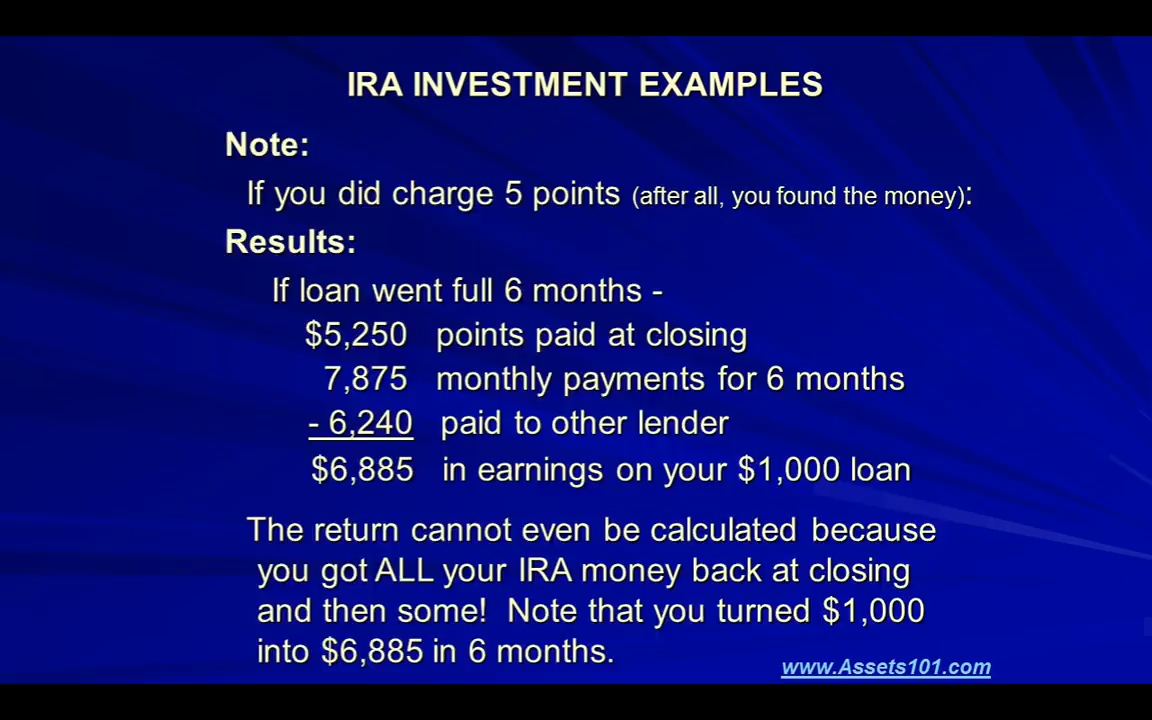 IRA INVESTMENT EXAMPLES
Note:
If you did charge 5 points (after all, you found the money):
Results:
If loan went full 6 months -
$5,250 points paid at closing
7,875 monthly payments for 6 months
- 6,240 paid to other lender
$6,885 in earnings on your $1,000 loan
The return cannot even be calculated because
you got ALL your IRA money back at closing
and then some! Note that you turned $1,000
into $6,885 in 6 months.
www.Assets101.com